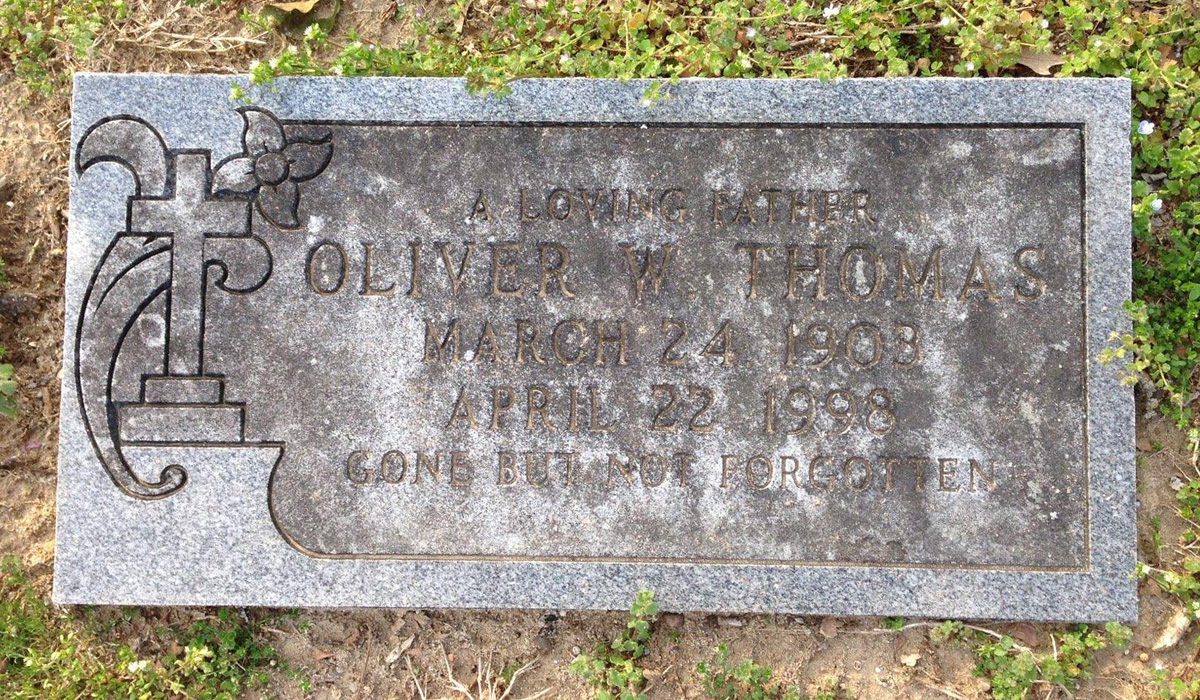 A LOVING FATHER
OLIVER W. THOMAS
MARCH 24 1903
APRIL 22 1998
GONE BUT NOT FORGOTTEN